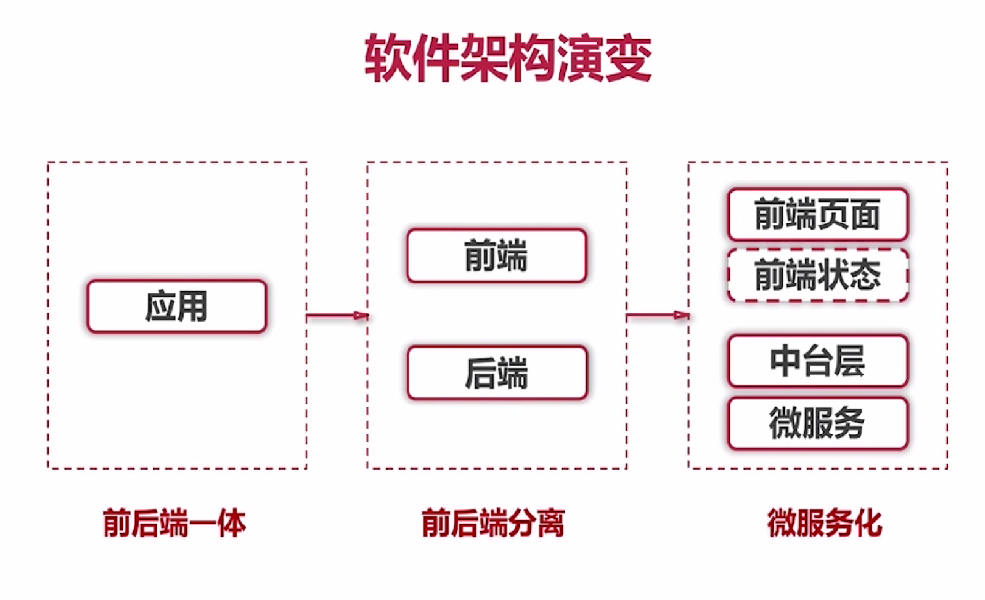 软件架构演变
应用
前端
后端
前端页面
前端状态
中台层
微服务
前后端一体
前后端分离
微服务化